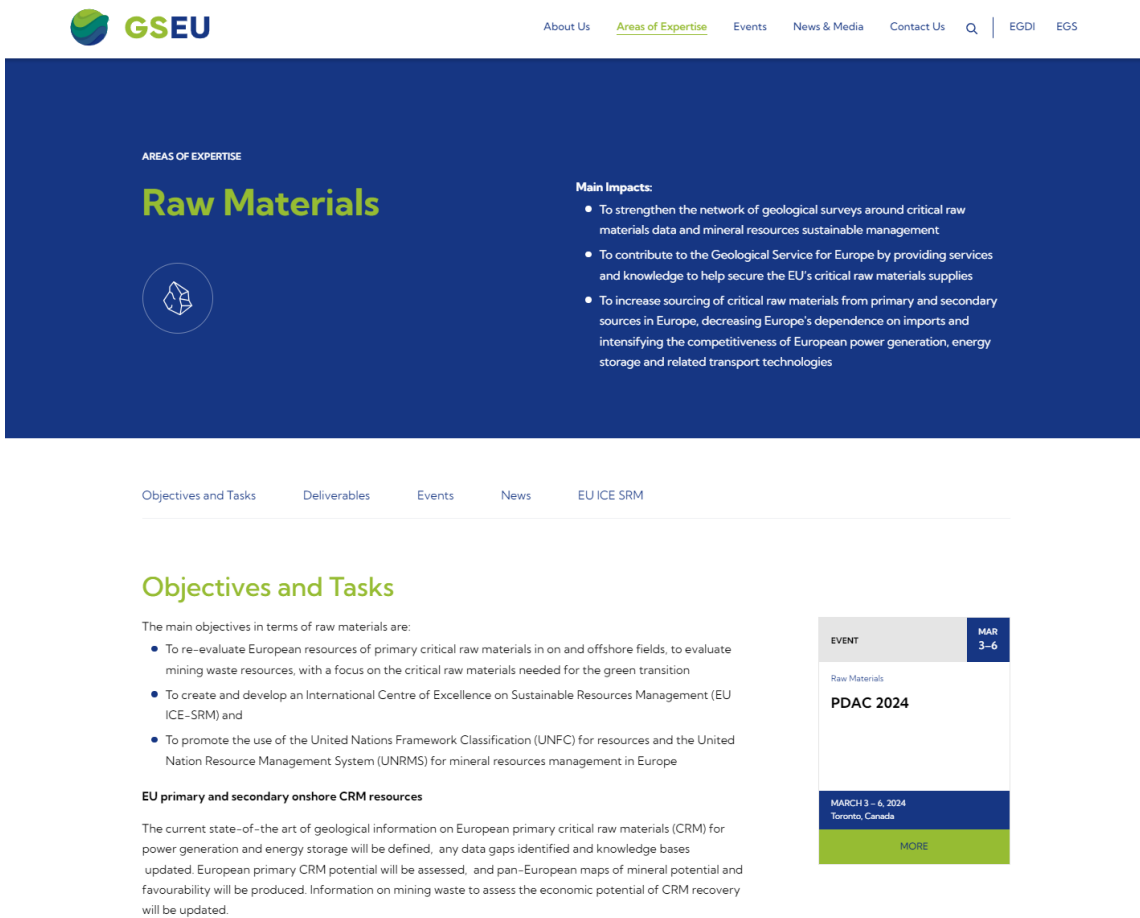 GSEU
About Us Areas of Expertise Events News & Media Contact Us EGDI EGS
AREAS OF EXPERTISE
Raw Materials
Main Impacts:
To strengthen the network of geological surveys around critical raw
materials data and mineral resources sustainable management
To contribute to the Geological Service for Europe by providing services
and knowledge to help secure the EU's critical raw materials supplies
To increase sourcing of critical raw materials from primary and secondary
sources in Europe, decreasing Europe's dependence on imports and
intensifying the competitiveness of European power generation, energy
storage and related transport technologies
Objectives and Tasks Deliverables Events News EU ICE SRM
Objectives and Tasks
The main objectives in terms of raw materials are:
To re-evaluate European resources of primary critical raw materials in on and offshore fields, to evaluate
mining waste resources, with a focus on the critical raw materials needed for the green transition
To create and develop an International Centre of Excellence on Sustainable Resources Management (EU
ICE-SRM) and
To promote the use of the United Nations Framework Classification (UNFC) for resources and the United
Nation Resource Management System (UNRMS) for mineral resources management in Europe
EU primary and secondary onshore CRM resources
The current state-of-the art of geological information on European primary critical raw materials (CRM) for
power generation and energy storage will be defined, any data gaps identified and knowledge bases
updated. European primary CRM potential will be assessed, and pan-European maps of mineral potential and
favourability will be produced. Information on mining waste to assess the economic potential of CRM recovery
will be updated.
EVENT
MAR
3–6
Raw Materials
PDAC 2024
MARCH 3 – 6, 2024
Toronto, Canada
MORE